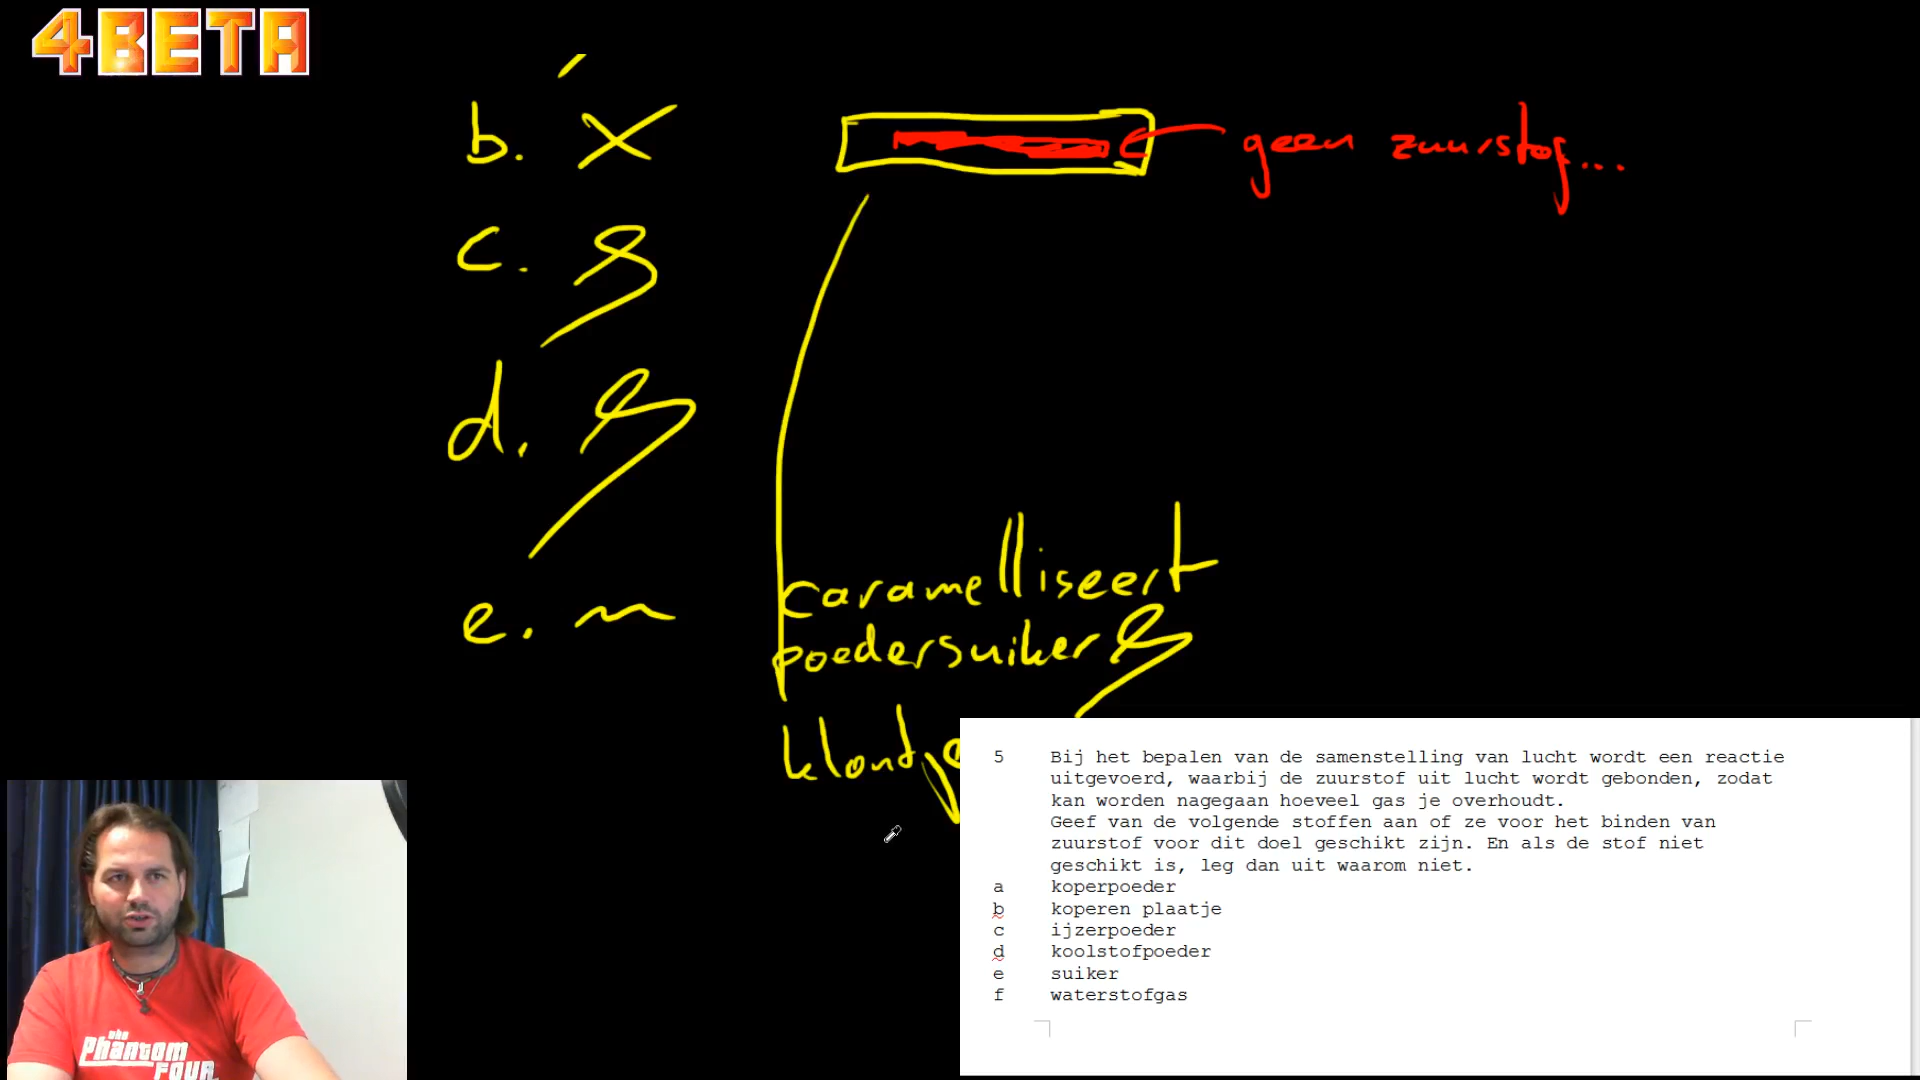 4BETA
b.
geen zuurstof...
c.
d.
e.
caramelliseert
poedersuiker
klontje
5 Bij het bepalen van de samenstelling van lucht wordt een reactie
uitgevoerd, waarbij de zuurstof uit lucht wordt gebonden, zodat
kan worden nagegaan hoeveel gas je overhoudt.
Geef van de volgende stoffen aan of ze voor het binden van
zuurstof voor dit doel geschikt zijn. En als de stof niet
geschikt is, leg dan uit waarom niet.
a koperpoeder
b koperen plaatje
c ijzerpoeder
d koolstofpoeder
e suiker
f waterstofgas
the
Phantom
FOUR